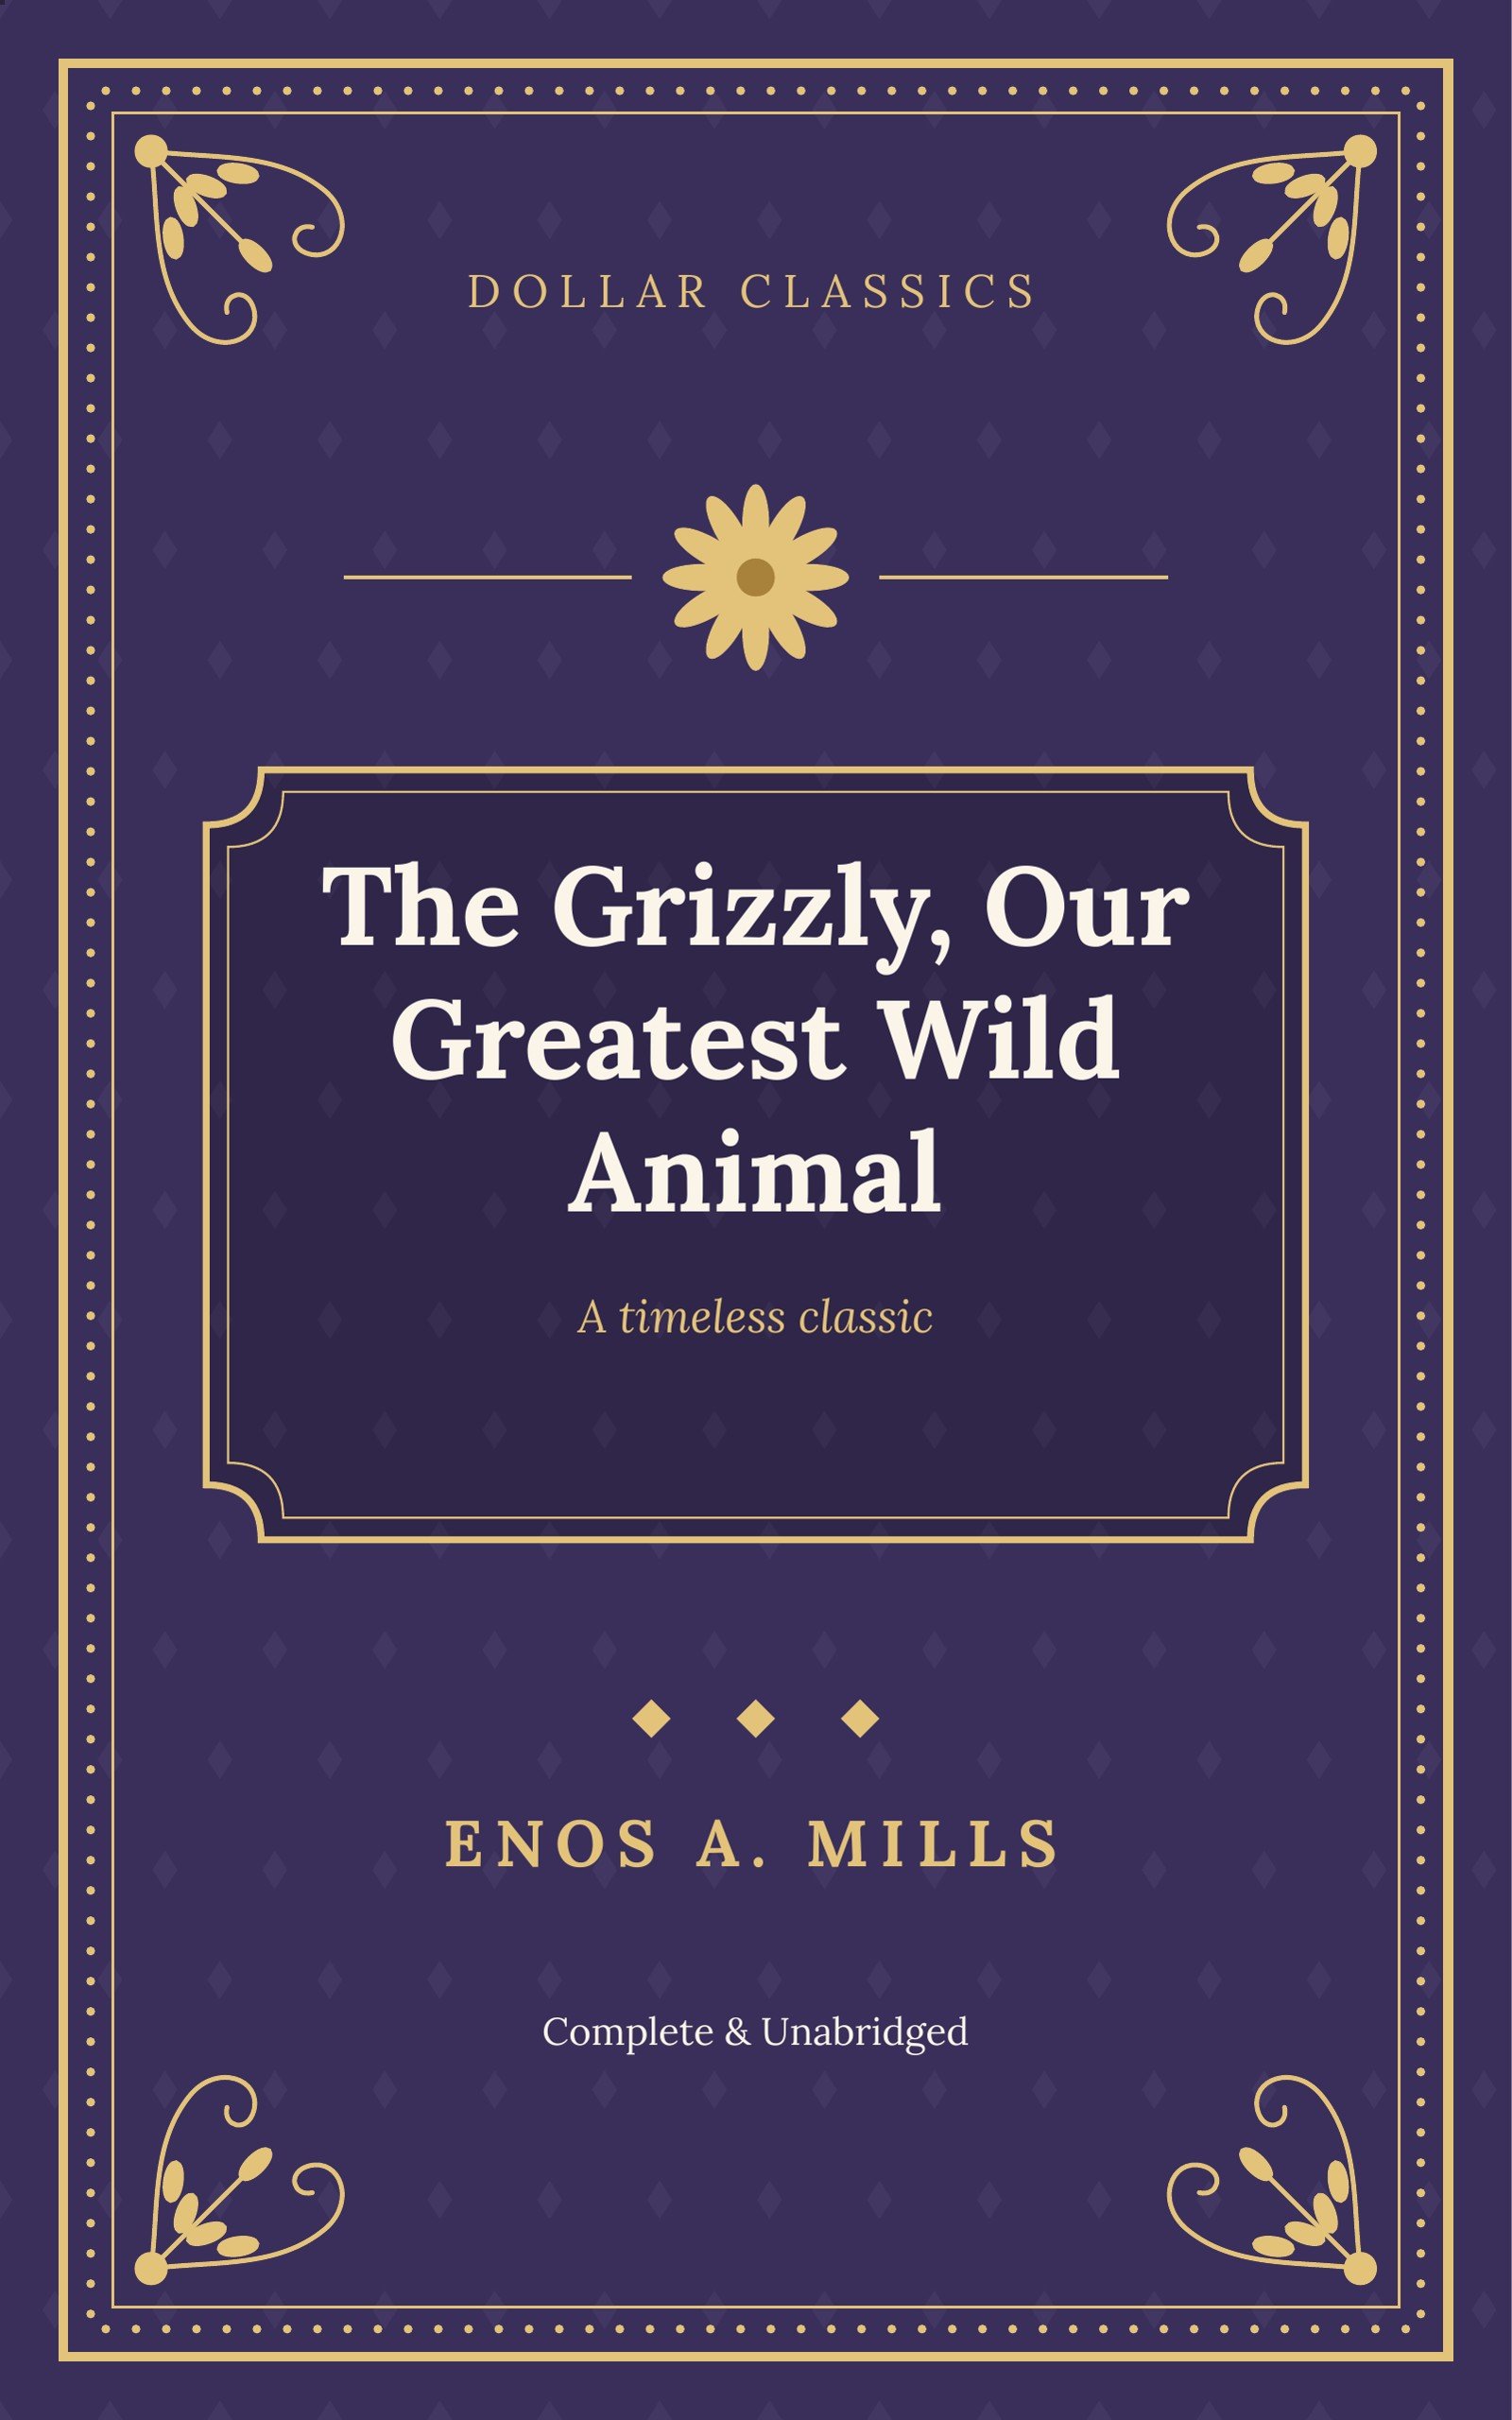 DOLLAR CLASSICS
The Grizzly, Our
Greatest Wild
Animal
A timeless classic
ENOS A. MILLS
Complete & Unabridged